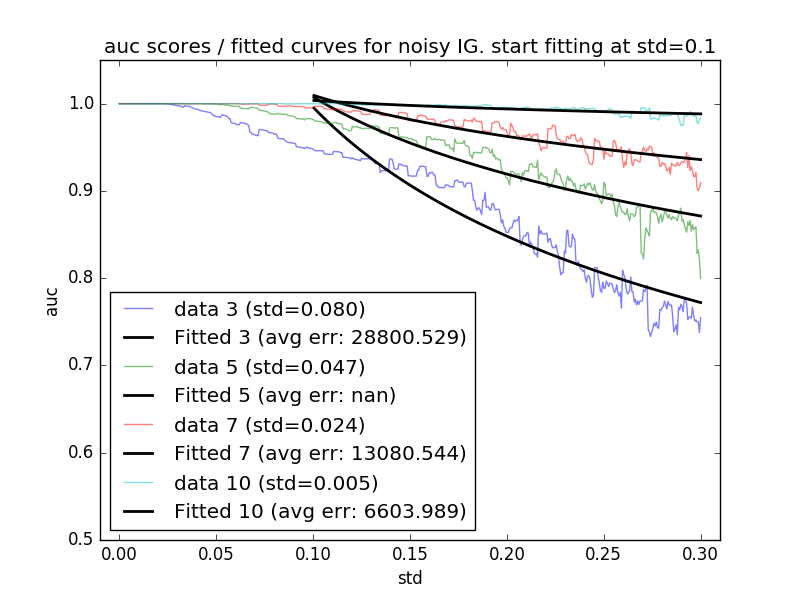 auc scores / fitted curves for noisy IG. start fitting at std=0.1
1.0
0.9
0.8
0.7
0.6
0.5
auc
data 3 (std=0.080)
Fitted 3 (avg err: 28800.529)
data 5 (std=0.047)
Fitted 5 (avg err: nan)
data 7 (std=0.024)
Fitted 7 (avg err: 13080.544)
data 10 (std=0.005)
Fitted 10 (avg err: 6603.989)
0.00 0.05 0.10 0.15 0.20 0.25 0.30
std